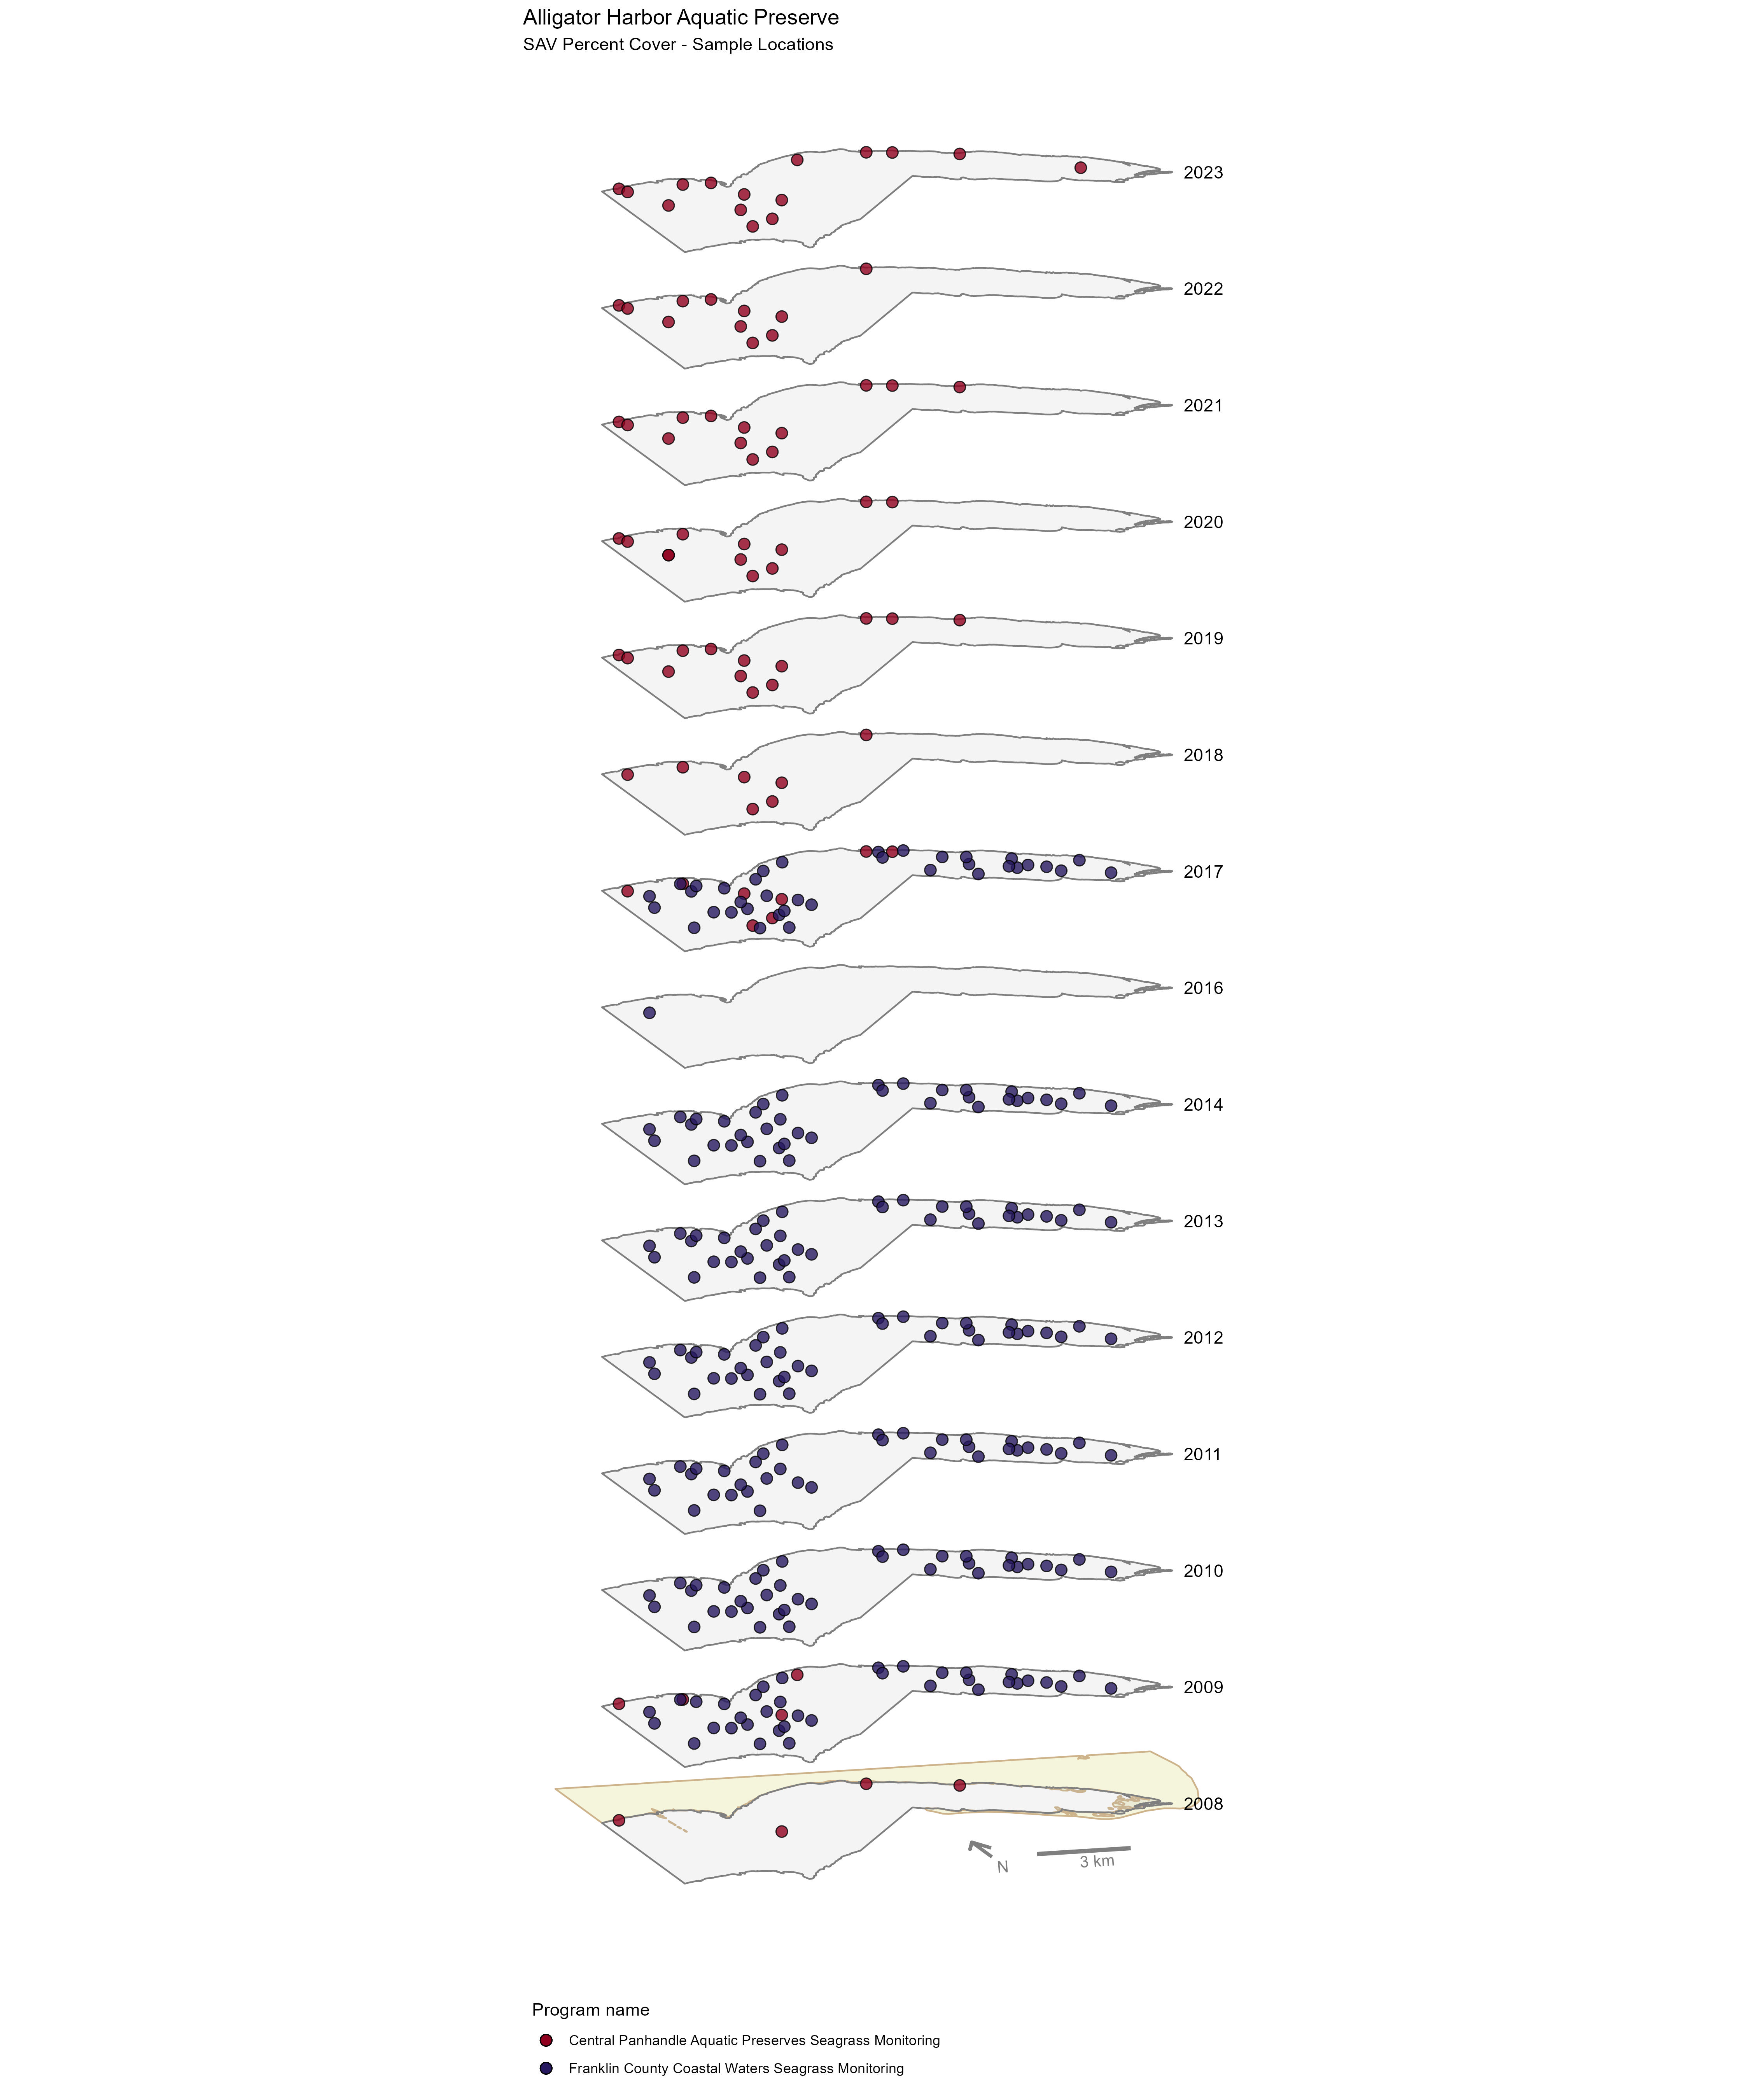 Alligator Harbor Aquatic Preserve
SAV Percent Cover - Sample Locations
2023
2022
2021
2020
2019
2018
2017
2016
2014
2013
2012
2011
2010
2009
2008
N
3 km
Program name
Central Panhandle Aquatic Preserves Seagrass Monitoring
Franklin County Coastal Waters Seagrass Monitoring